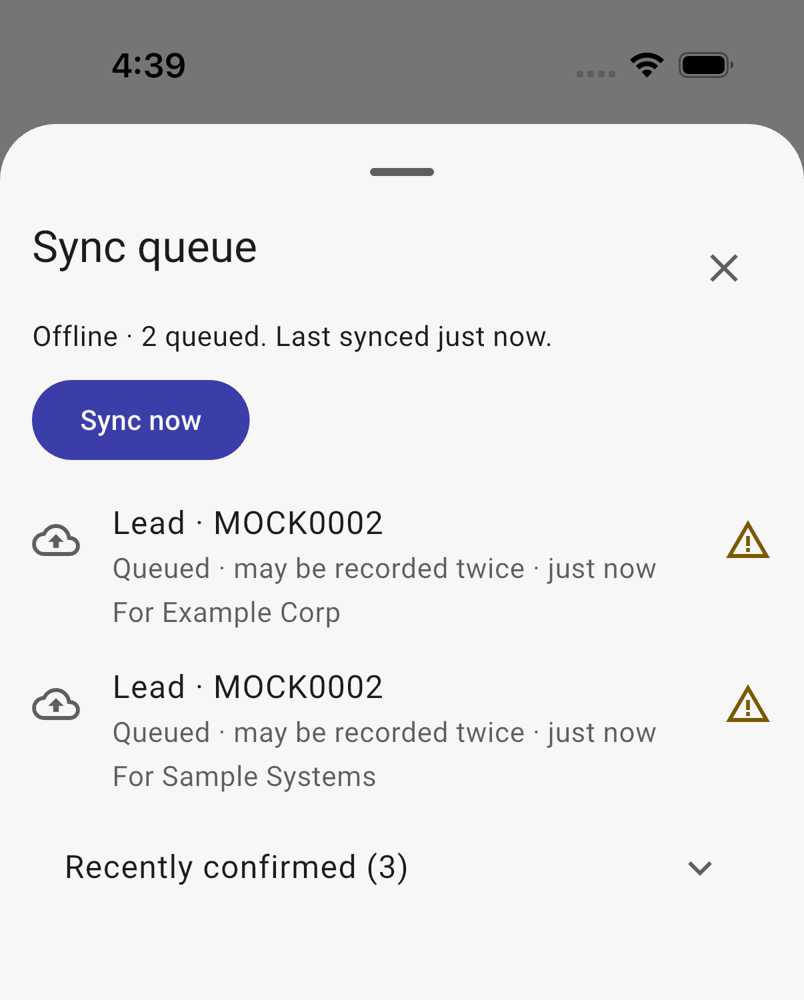 4:39
Sync queue
Offline · 2 queued. Last synced just now.
Sync now
Lead · MOCK0002
Queued · may be recorded twice · just now
For Example Corp
Lead · MOCK0002
Queued · may be recorded twice · just now
For Sample Systems
Recently confirmed (3)